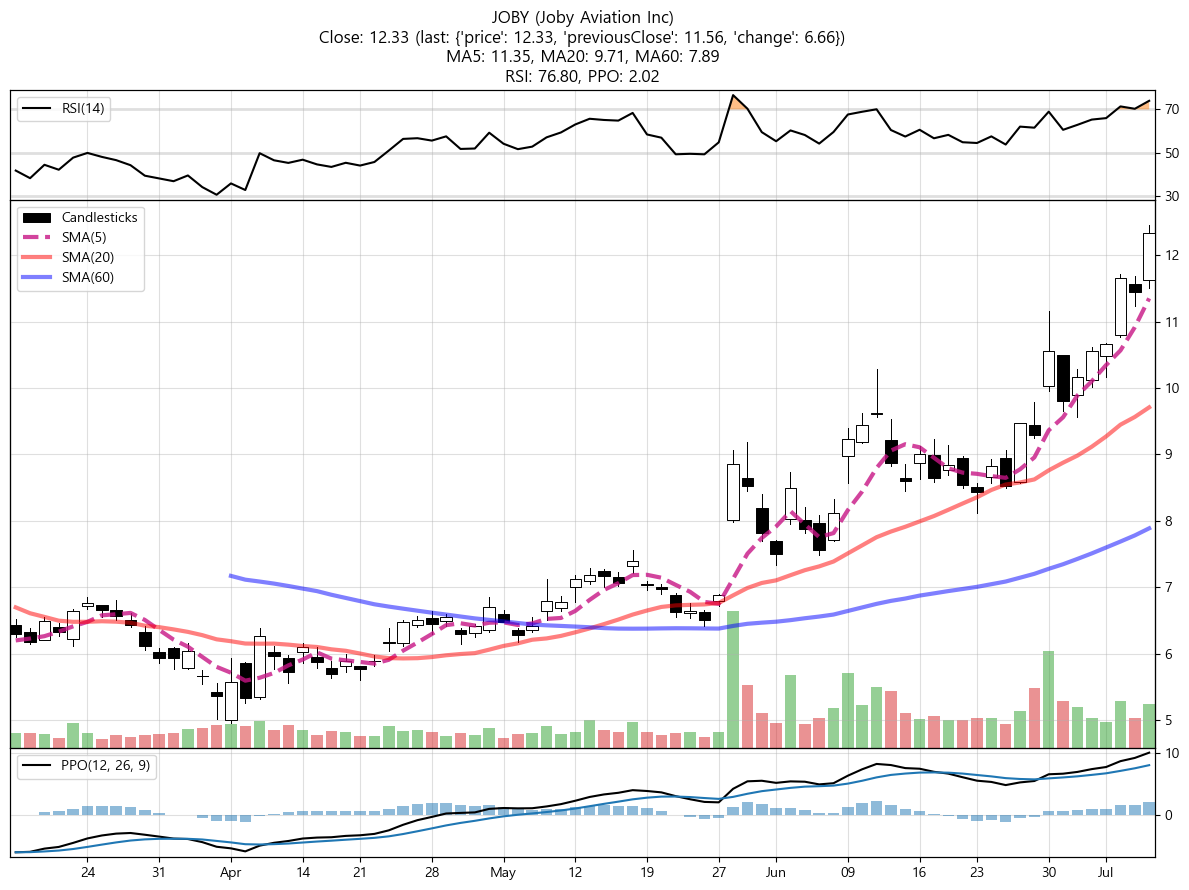 JOBY (Joby Aviation Inc)
Close: 12.33 (last: {'price': 12.33, 'previousClose': 11.56, 'change': 6.66})
MA5: 11.35, MA20: 9.71, MA60: 7.89
RSI: 76.80, PPO: 2.02
RSI(14)
70
50
30
Candlesticks
SMA(5)
SMA(20)
SMA(60)
12
11
10
9
8
7
6
5
PPO(12, 26, 9)
10
0
24 31 Apr 14 21 28 May 12 19 27 Jun 09 16 23 30 Jul